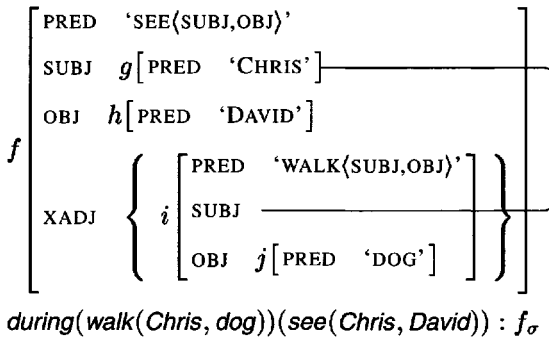 PRED ‘SEE⟨SUBJ,OBJ⟩’
SUBJ g[PRED ‘CHRIS’]
OBJ h[PRED ‘DAVID’]
f
PRED ‘WALK⟨SUBJ,OBJ⟩’
XADJ { i [SUBJ ] }
OBJ j[PRED ‘DOG’]
during(walk(Chris, dog))(see(Chris, David)) : fσ